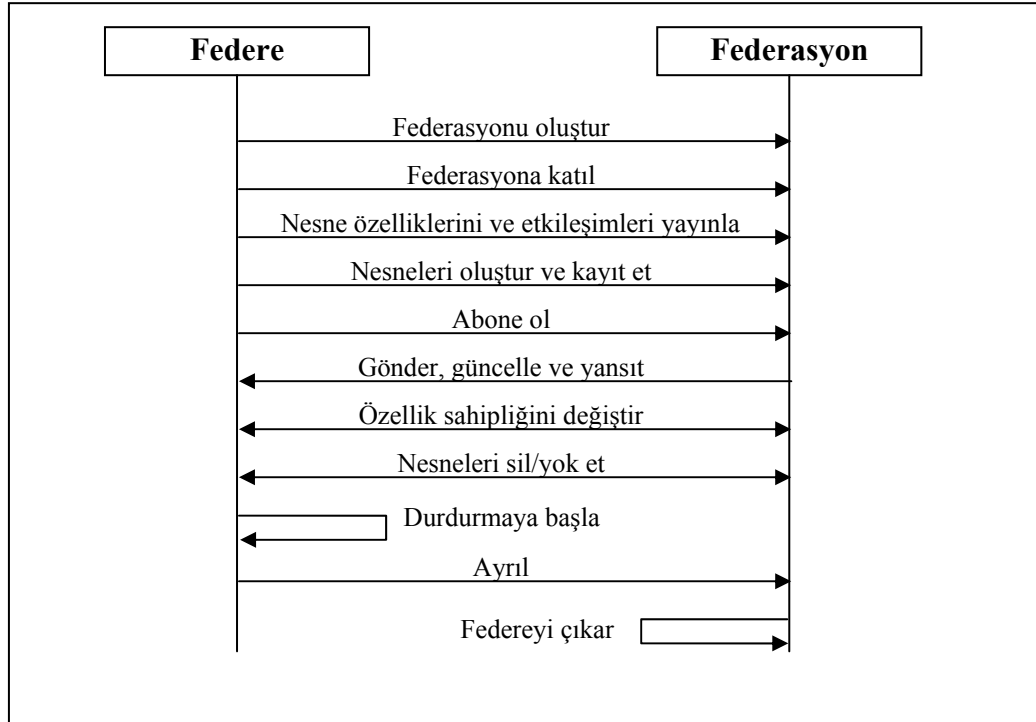 Federe
Federasyon
Federasyonu oluştur
Federasyona katıl
Nesne özelliklerini ve etkileşimleri yayınla
Nesneleri oluştur ve kayıt et
Abone ol
Gönder, güncelle ve yansıt
Özellik sahipliğini değiştir
Nesneleri sil/yok et
Durdurmaya başla
Ayrıl
Federeyi çıkar